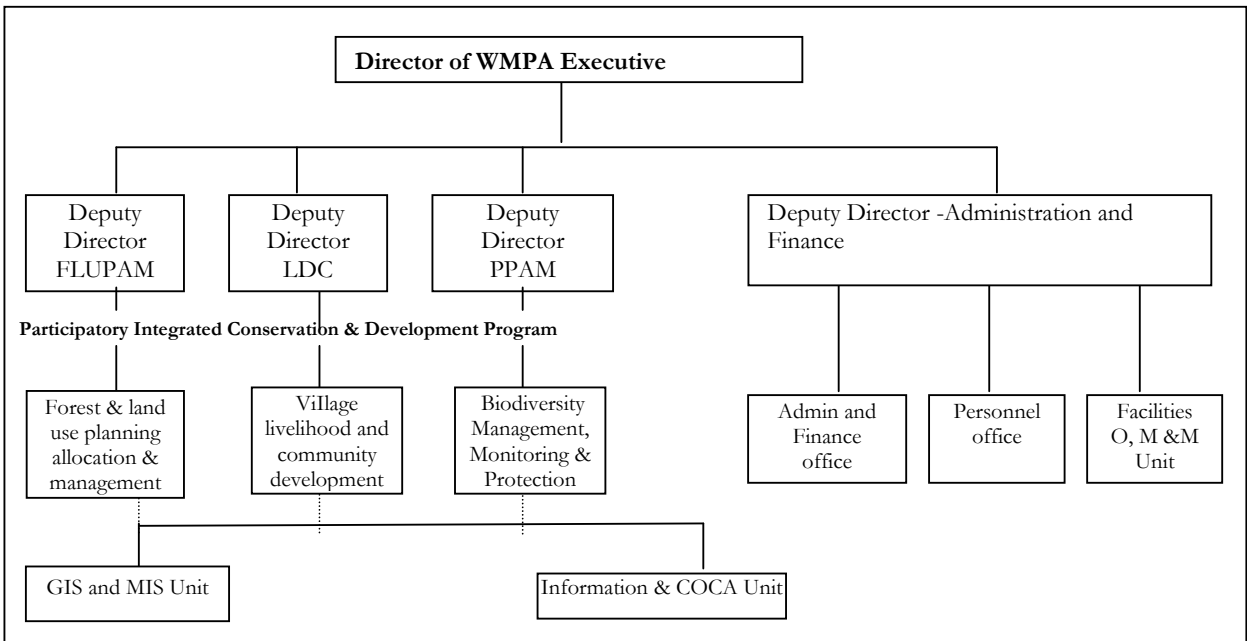 Director of WMPA Executive
Deputy
Director
FLUPAM
Deputy
Director
LDC
Deputy
Director
PPAM
Deputy Director -Administration and
Finance
Participatory Integrated Conservation & Development Program
Forest & land
use planning
allocation &
management
Village
livelihood and
community
development
Biodiversity
Management,
Monitoring &
Protection
Admin and
Finance
office
Personnel
office
Facilities
O, M &M
Unit
GIS and MIS Unit
Information & COCA Unit